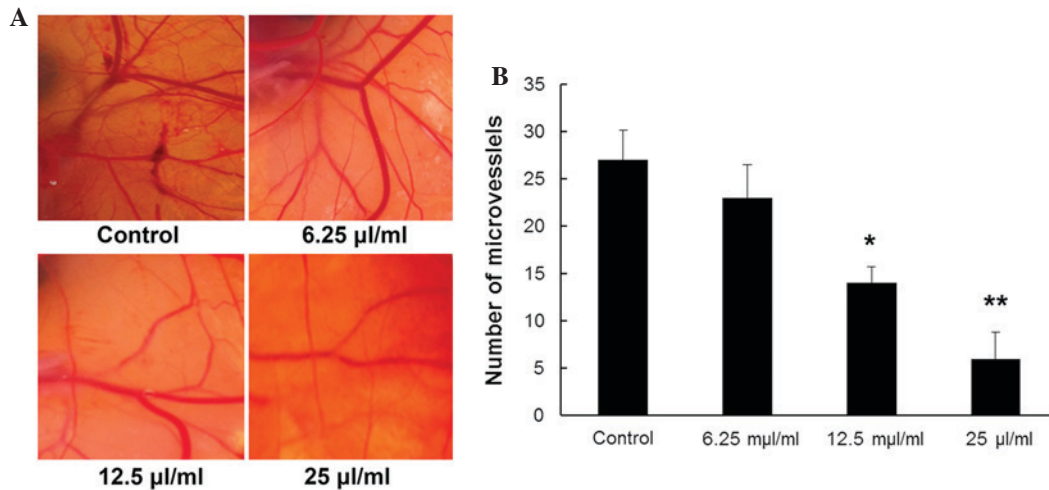 A
Control
6.25 µl/ml
12.5 µl/ml
25 µl/ml
B
Number of microvesslels
35
30
25
20
15
10
5
0
*
**
Control
6.25 mµl/ml
12.5 mµl/ml
25 µl/ml